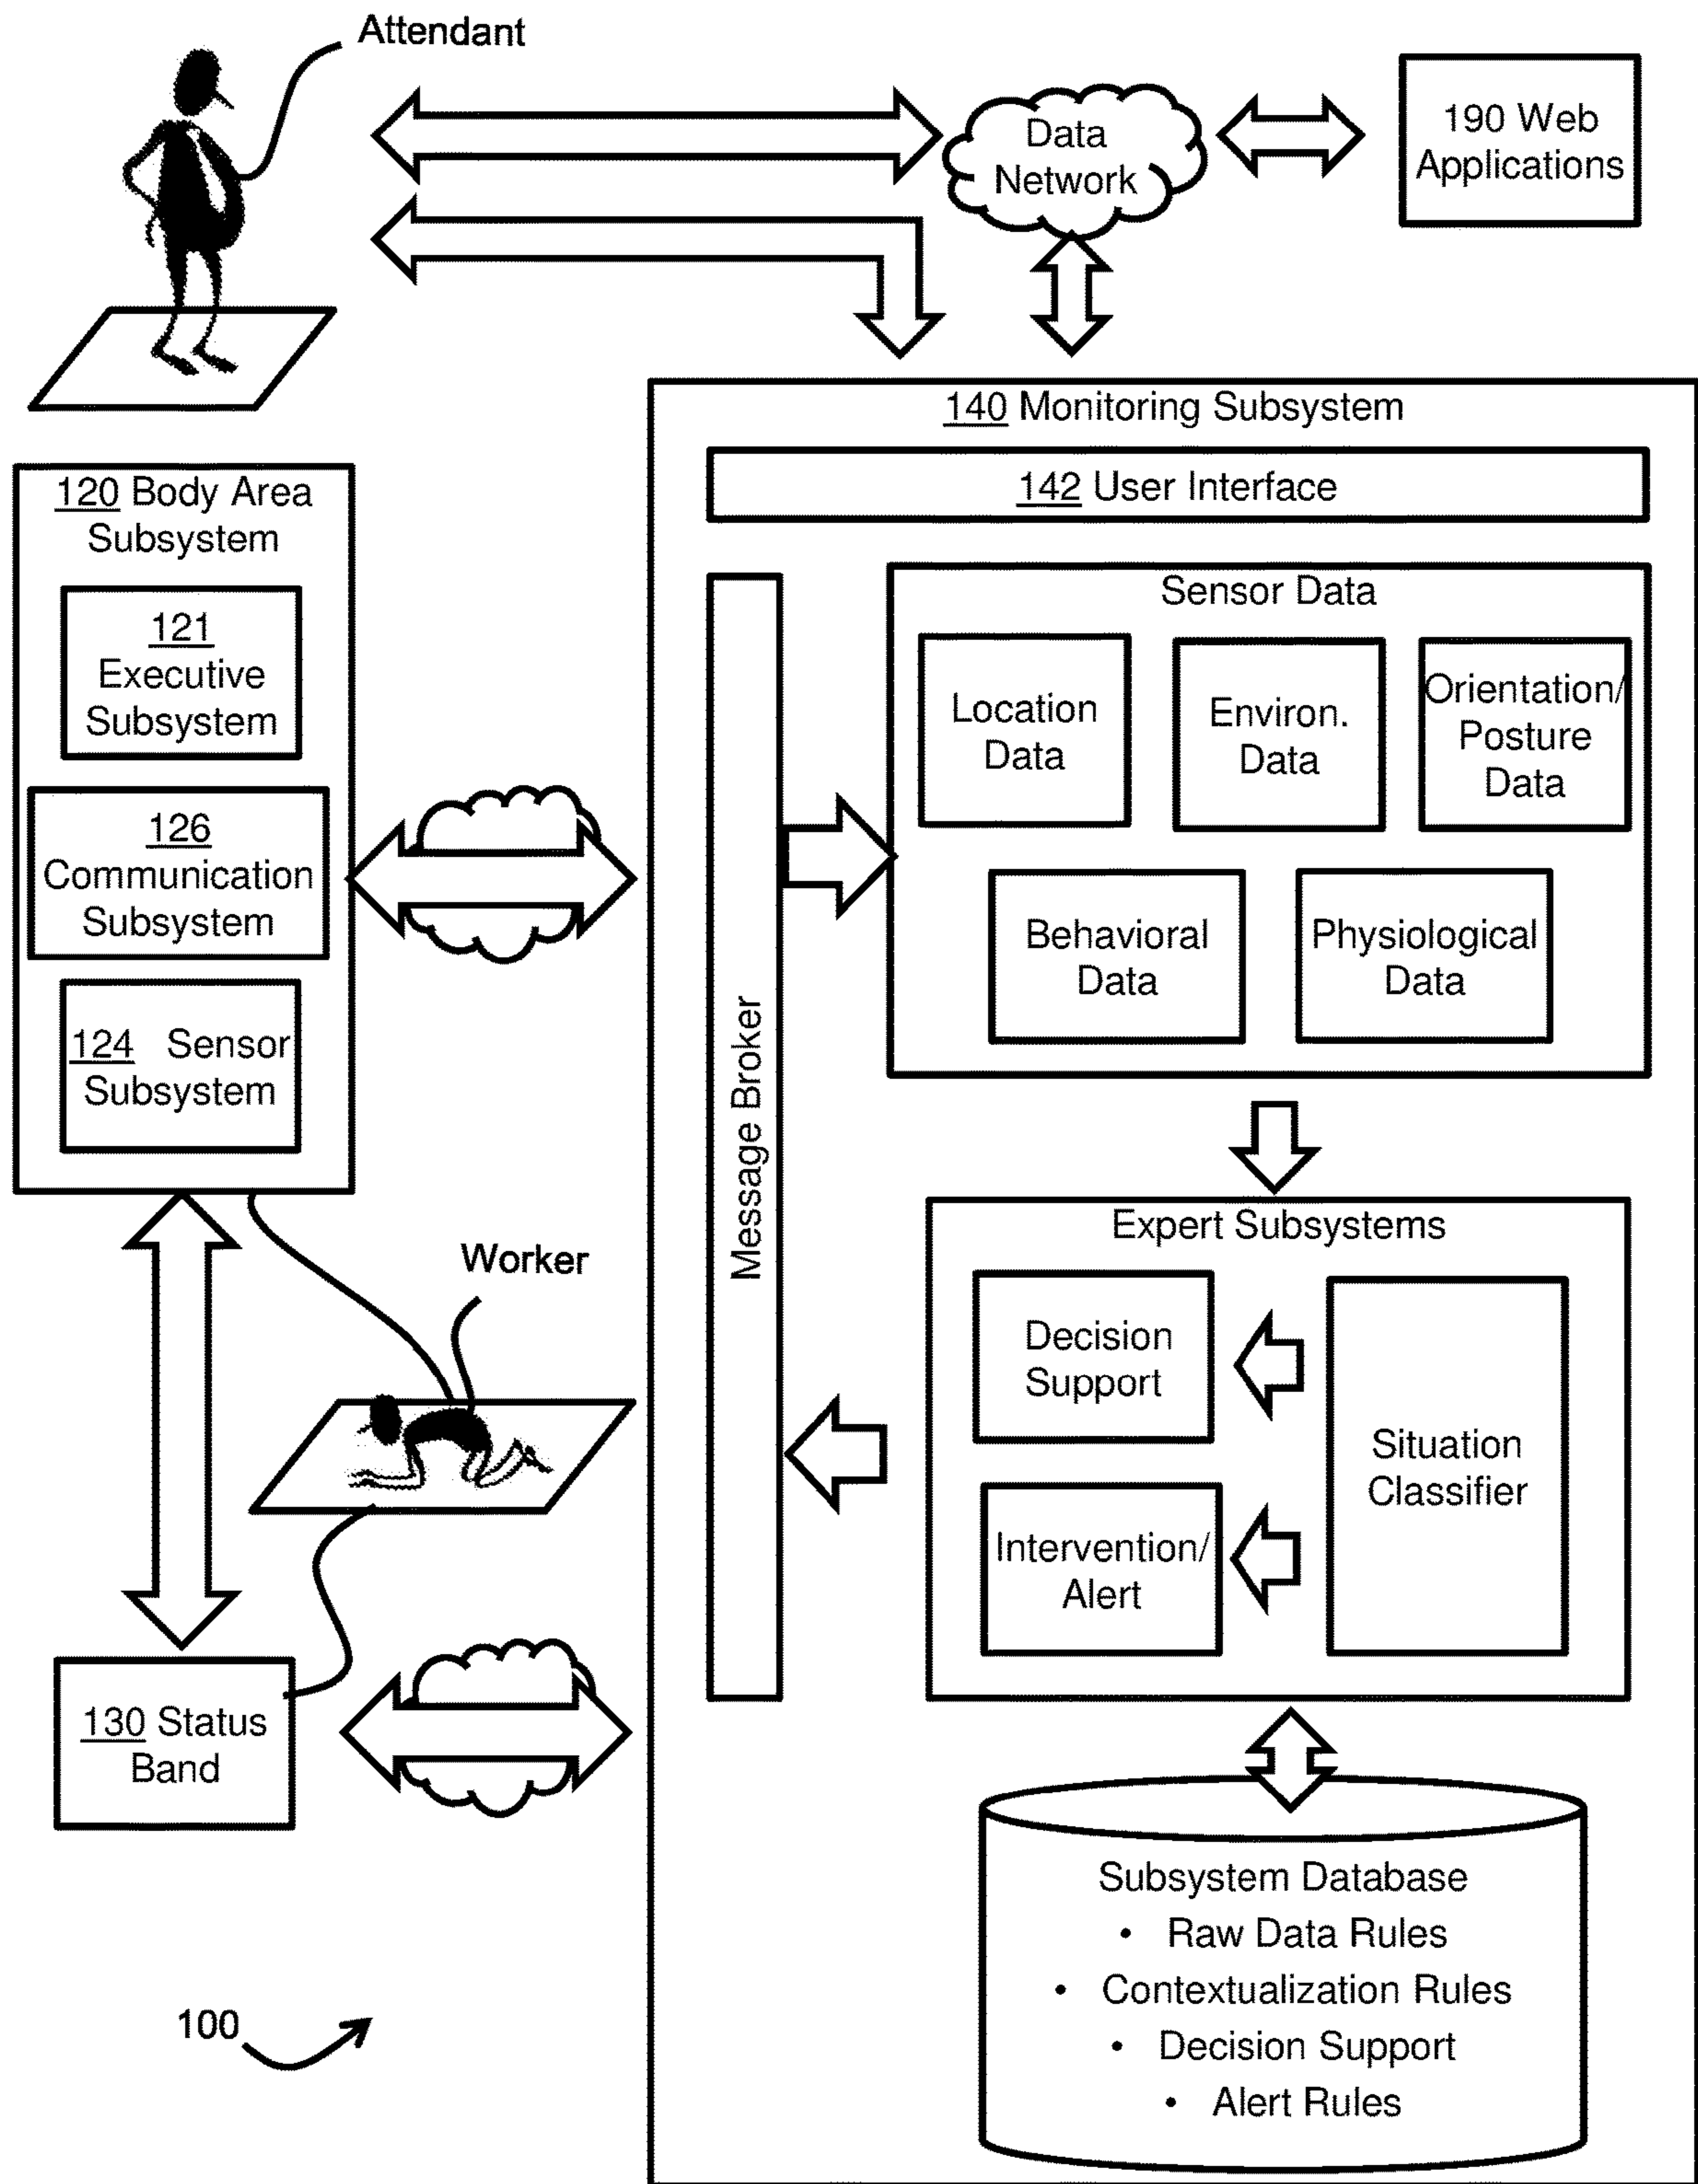 Attendant
Data
Network
190 Web
Applications
140 Monitoring Subsystem
142 User Interface
120 Body Area
Subsystem
121
Executive
Subsystem
126
Communication
Subsystem
124 Sensor
Subsystem
Message Broker
Sensor Data
Location
Data
Environ.
Data
Orientation/
Posture
Data
Behavioral
Data
Physiological
Data
Worker
Expert Subsystems
Decision
Support
Situation
Classifier
Intervention/
Alert
130 Status
Band
Subsystem Database
• Raw Data Rules
• Contextualization Rules
• Decision Support
• Alert Rules
100